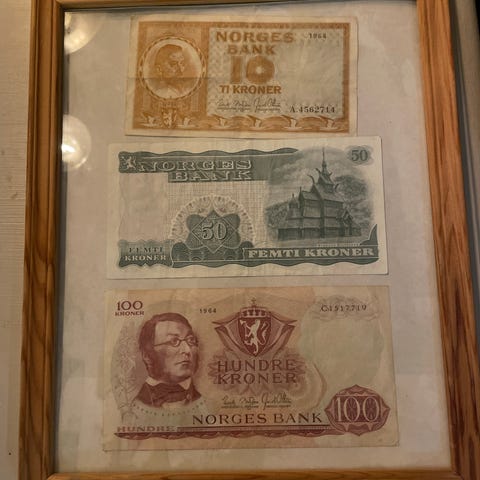 NORGES 1964
BANK
10
TI KRONER
A.4562714
NORGES
BANK
50
50
FEMTI
KRONER
FEMTI KRONER
100
KRONER
1964
HUNDRE
KRONER
HUNDRE
NORGES BANK
100